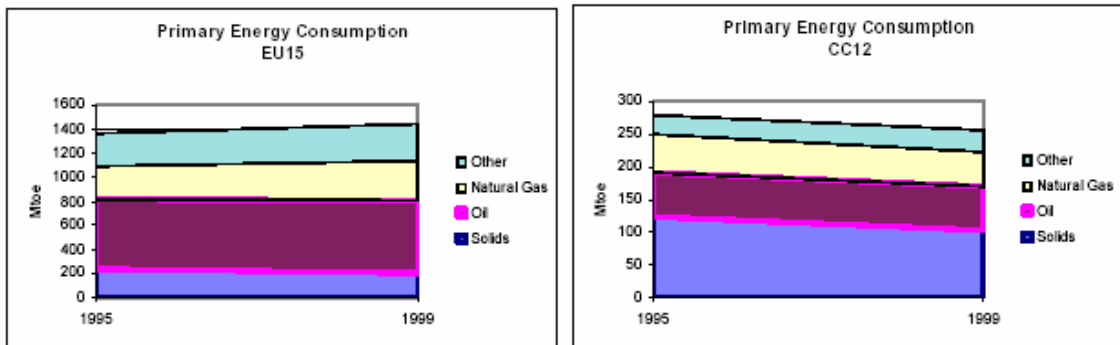 Primary Energy Consumption
EU15
1600
1400
1200
1000
800
600
400
200
0
Mtoe
1995
1999
Other
Natural Gas
Oil
Solids
Primary Energy Consumption
CC12
300
250
200
150
100
50
0
Mtoe
1995
1999
Other
Natural Gas
Oil
Solids